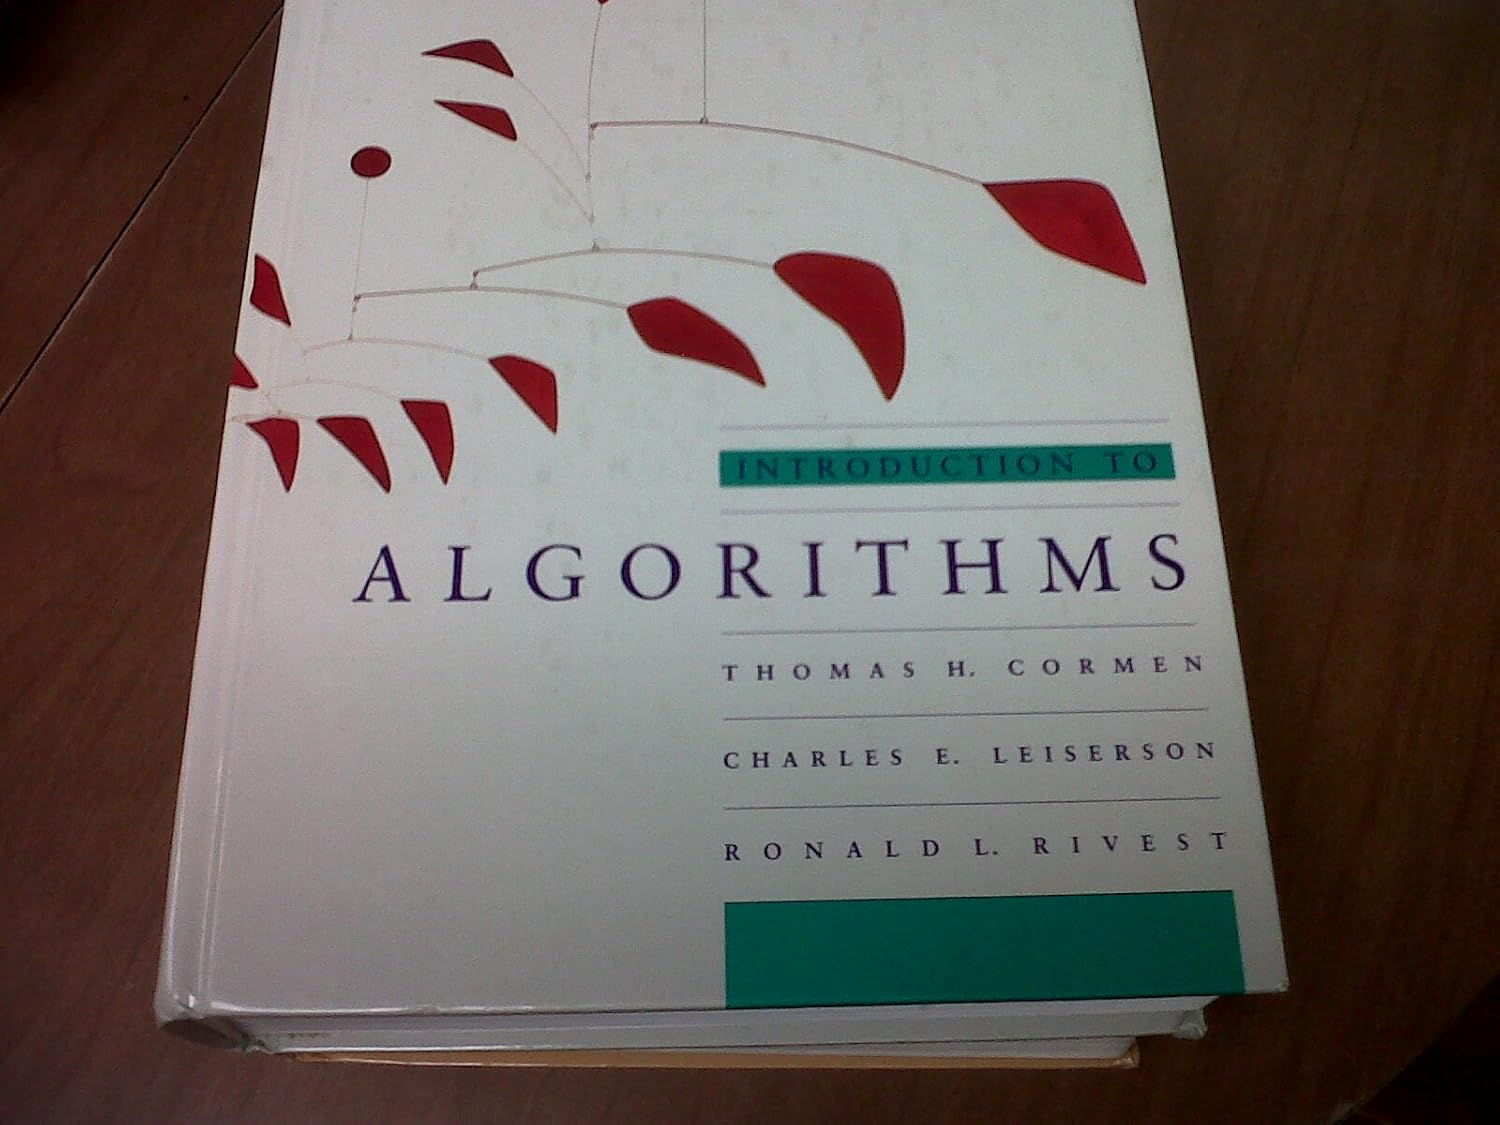 INTRODUCTION TO
ALGORITHMS
THOMAS H. CORMEN
CHARLES E. LEISERSON
RONALD L. RIVEST